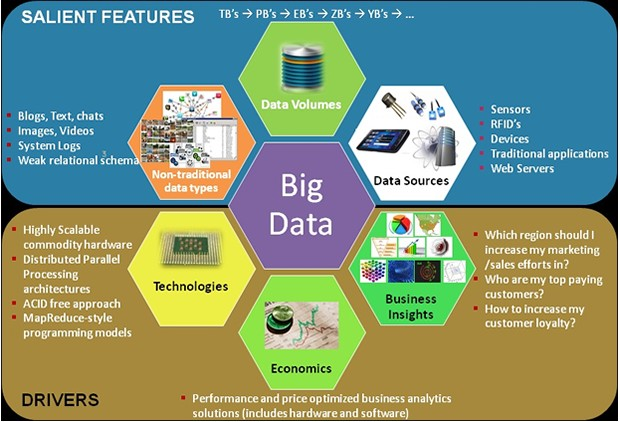 SALIENT FEATURES
TB's → PB's → EB's → ZB's → YB's → ...
Data Volumes
▪ Blogs, Text, chats
▪ Images, Videos
▪ System Logs
▪ Weak relational schema
3
Non-traditional
data types
Big
Data
Data Sources
▪ Sensors
▪ RFID's
▪ Devices
▪ Traditional applications
▪ Web Servers
▪ Highly Scalable
commodity hardware
▪ Distributed Parallel
Processing
architectures
▪ ACID free approach
▪ MapReduce-style
programming models
Technologies
Economics
Business
Insights
▪ Which region should I
increase my marketing
/sales efforts in?
▪ Who are my top paying
customers?
▪ How to increase my
customer loyalty?
DRIVERS
▪ Performance and price optimized business analytics
solutions (includes hardware and software)